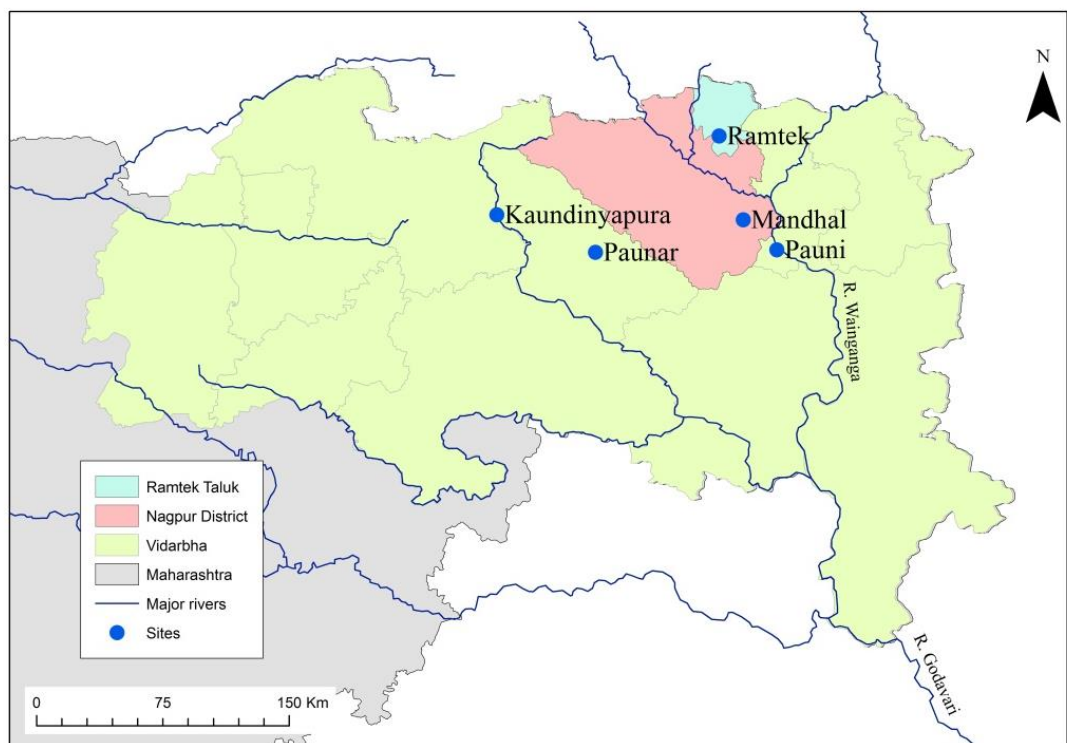 N
Ramtek
Kaundinyapura
Mandhal
Paunar
Pauni
R. Wainganga
Ramtek Taluk
Nagpur District
Vidarbha
Maharashtra
Major rivers
Sites
R. Godavari
0 75 150 Km